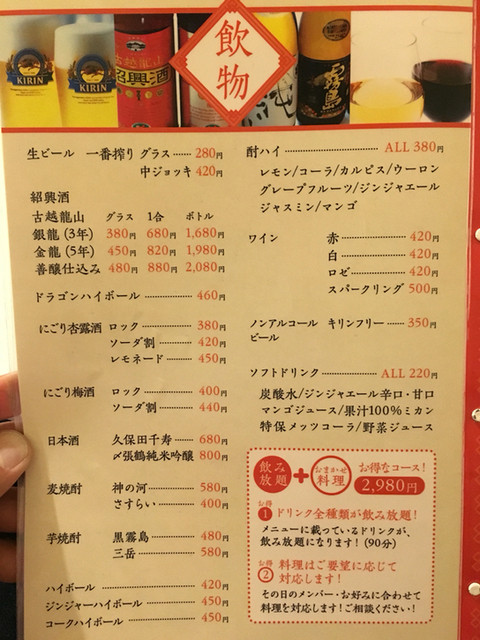 飲物
KIRIN
KIRIN
古越龍山
紹興酒
霧島
生ビール 一番搾り グラス …… 280円
中ジョッキ 420円
紹興酒
古越龍山 グラス 1合 ボトル
銀龍 (3年) 380円 680円 1,680円
金龍 (5年) 450円 820円 1,980円
善醸仕込み 480円 880円 2,080円
ドラゴンハイボール …… 460円
にごり杏露酒 ロック …… 380円
ソーダ割 …… 420円
レモネード …… 450円
にごり梅酒 ロック …… 400円
ソーダ割 …… 440円
日本酒 久保田千寿 …… 680円
〆張鶴純米吟醸 800円
麦焼酎 神の河 …… 580円
さすらい …… 400円
芋焼酎 黒霧島 …… 480円
三岳 …… 580円
ハイボール …… 420円
ジンジャーハイボール …… 450円
コークハイボール …… 450円
酎ハイ …… ALL 380円
レモン/コーラ/カルピス/ウーロン
グレープフルーツ/ジンジャエール
ジャスミン/マンゴ
ワイン 赤 …… 420円
白 …… 420円
ロゼ …… 420円
スパークリング 500円
ノンアルコール キリンフリー …… 350円
ビール
ソフトドリンク …… ALL 220円
炭酸水/ジンジャエール辛口・甘口
マンゴジュース/果汁100%ミカン
特保メッツコーラ/野菜ジュース
飲み放題 + おまかせ料理 お得なコース!
2,980円
お得1 ドリンク全種類が飲み放題!
メニューに載っているドリンクが、
飲み放題になります! (90分)
お得2 料理はご要望に応じて
対応します!
その日のメンバー・お好みに合わせて
料理を対応します!ご相談ください!